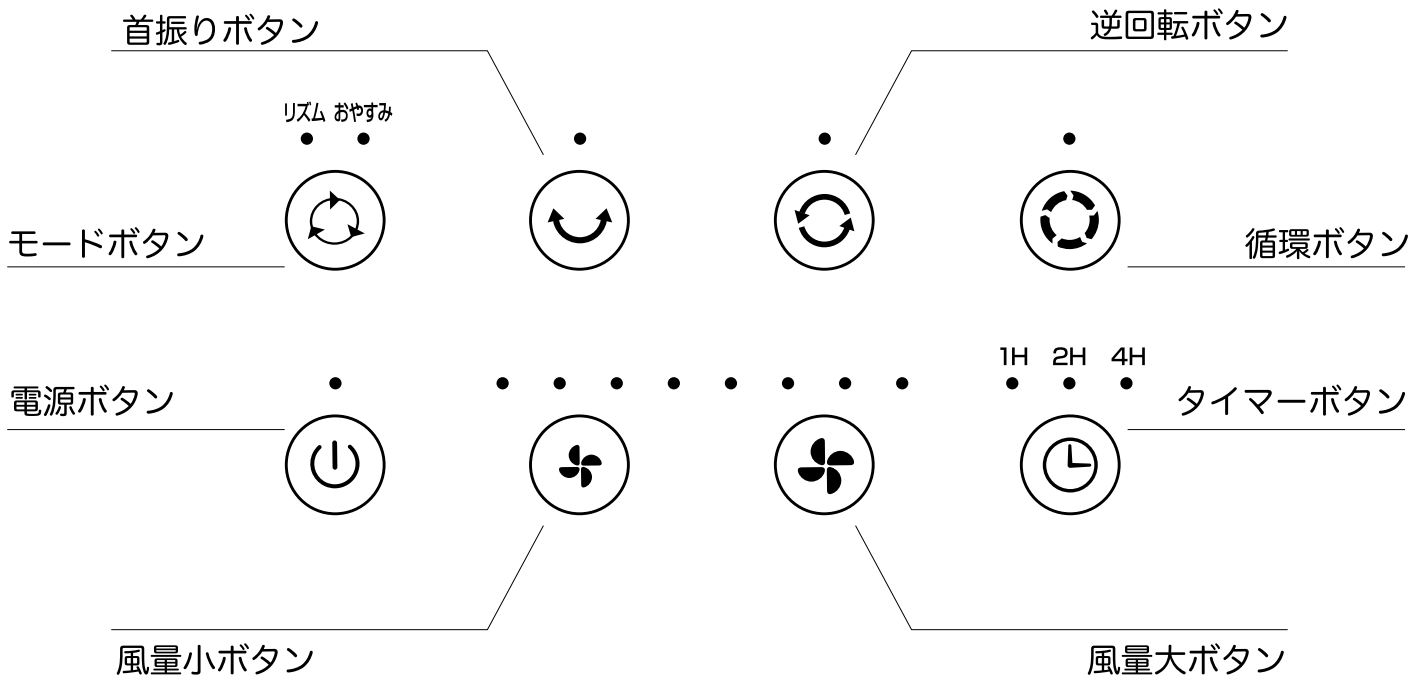 首振りボタン
逆回転ボタン
リズム おやすみ
モードボタン
循環ボタン
1H 2H 4H
電源ボタン
タイマーボタン
風量小ボタン
風量大ボタン